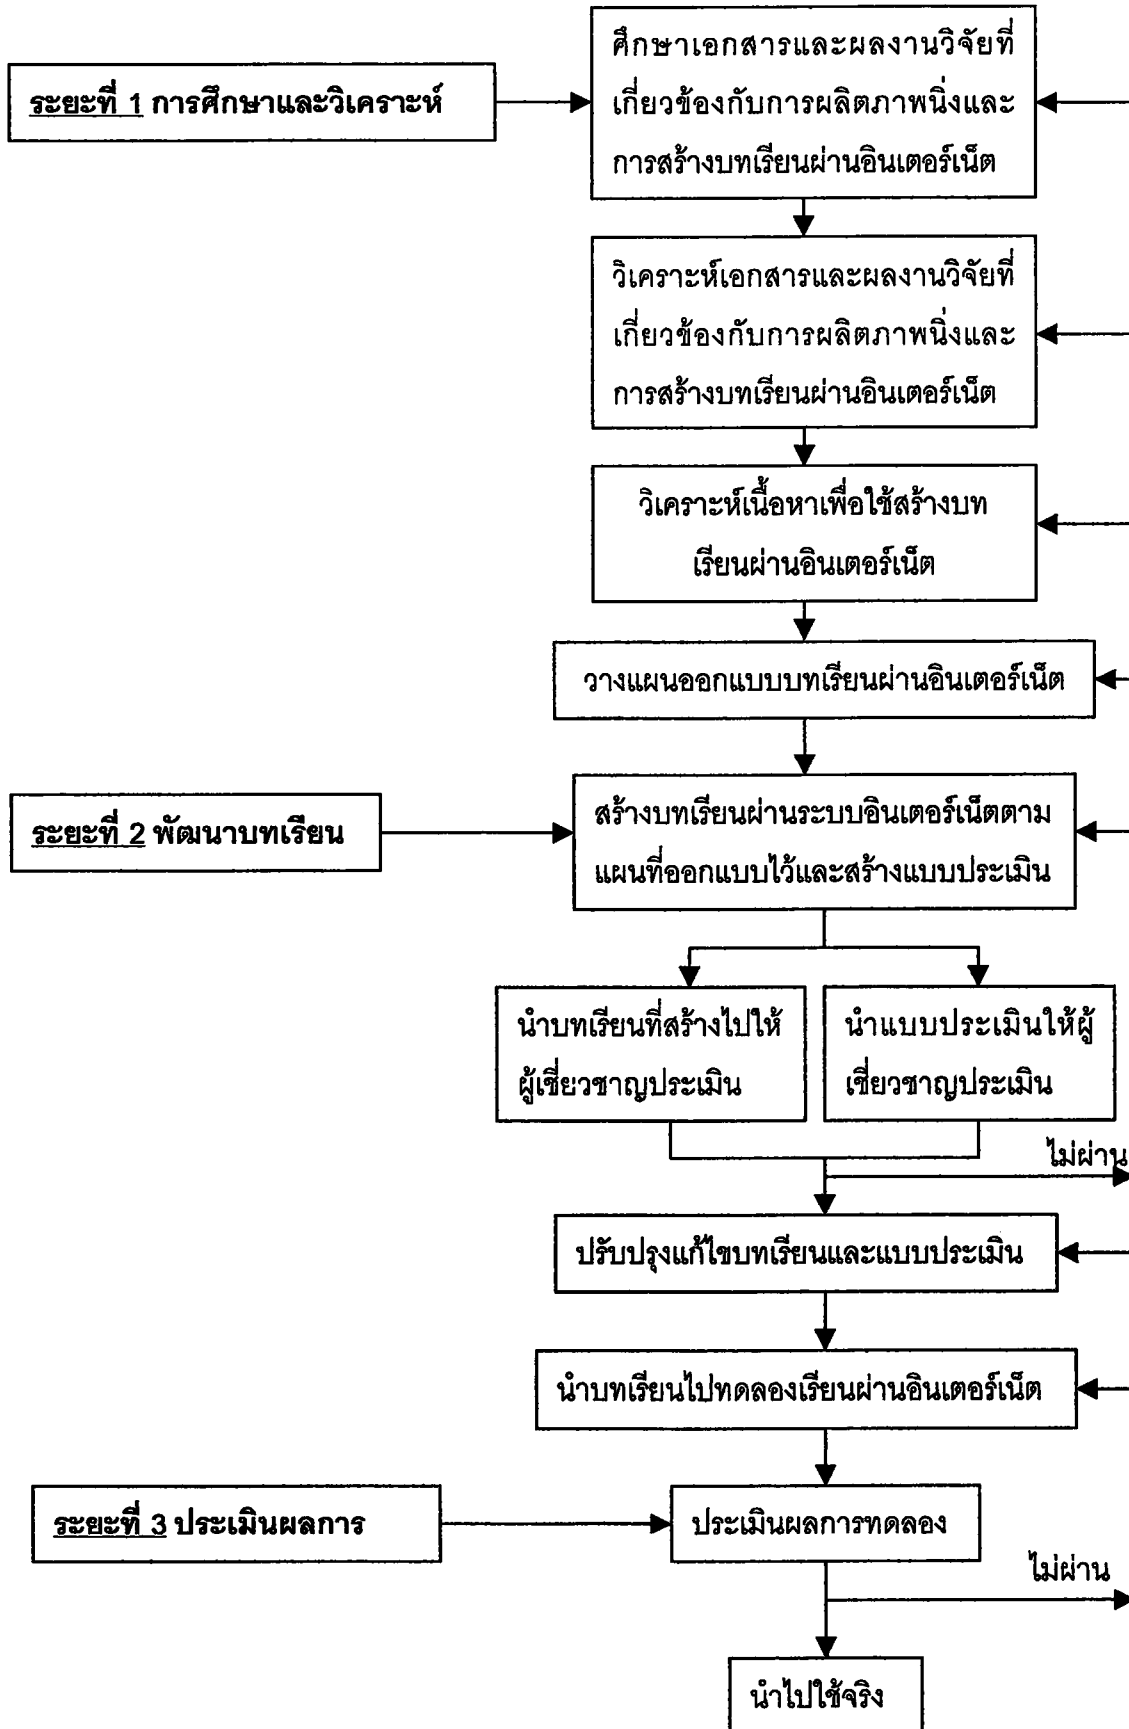 ศึกษาเอกสารและผลงานวิจัยที่
ระยะที่ 1 การศึกษาและวิเคราะห์
เกี่ยวข้องกับการผลิตภาพนิ่งและ
การสร้างบทเรียนผ่านอินเตอร์เน็ต
วิเคราะห์เอกสารและผลงานวิจัยที่
เกี่ยวข้องกับการผลิตภาพนิ่งและ
การสร้างบทเรียนผ่านอินเตอร์เน็ต
วิเคราะห์เนื้อหาเพื่อใช้สร้างบท
เรียนผ่านอินเตอร์เน็ต
วางแผนออกแบบบทเรียนผ่านอินเตอร์เน็ต
ระยะที่ 2 พัฒนาบทเรียน
สร้างบทเรียนผ่านระบบอินเตอร์เน็ตตาม
แผนที่ออกแบบไว้และสร้างแบบประเมิน
นำบทเรียนที่สร้างไปให้
ผู้เชี่ยวชาญประเมิน
นำแบบประเมินให้ผู้
เชี่ยวชาญประเมิน
ไม่ผ่าน
ปรับปรุงแก้ไขบทเรียนและแบบประเมิน
นำบทเรียนไปทดลองเรียนผ่านอินเตอร์เน็ต
ระยะที่ 3 ประเมินผลการ
ประเมินผลการทดลอง
ไม่ผ่าน
นำไปใช้จริง